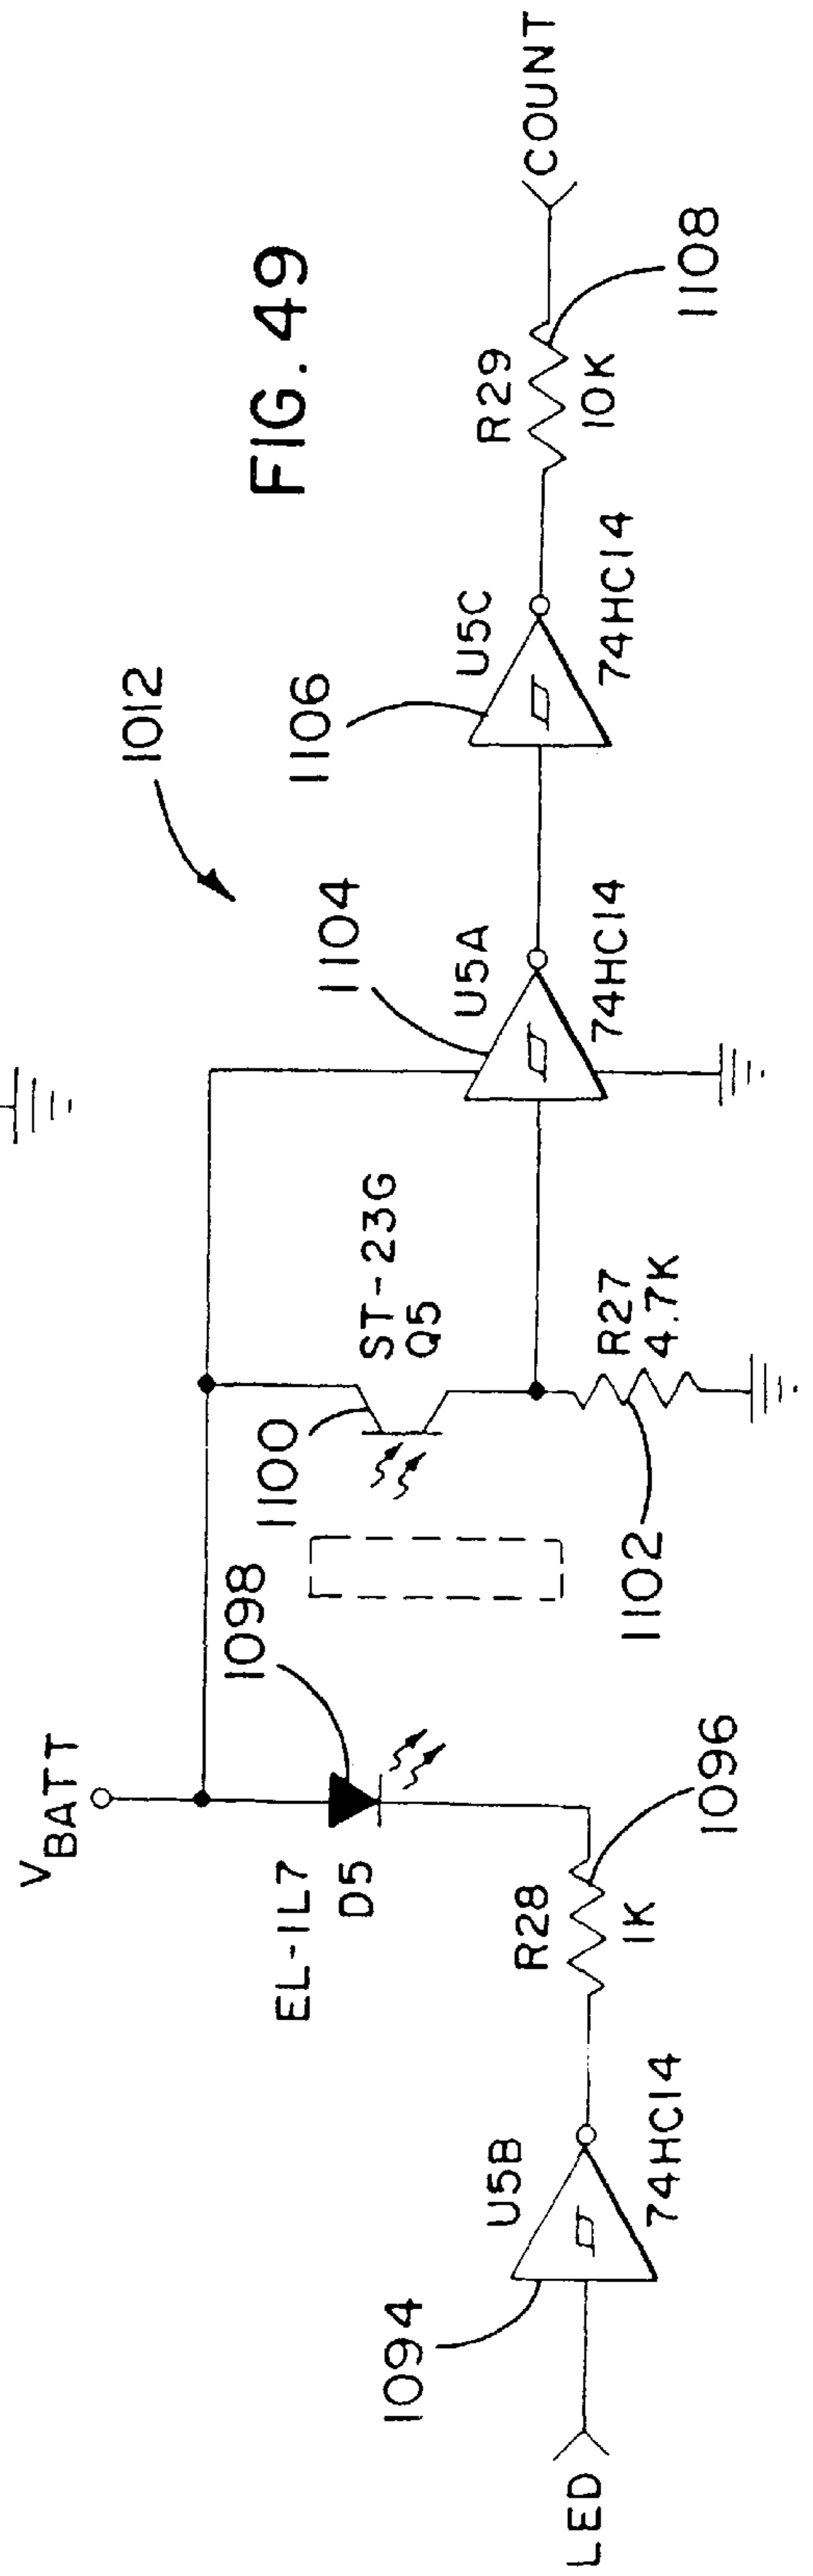 FIG. 49
1012
V BATT
EL-1L7
D5
1098
1100
ST-23G
Q5
1104
U5A
74HC14
1106
U5C
74HC14
R29
10K
1108
COUNT
LED
1094
U5B
74HC14
R28
1K
1096
1102
R27
4.7K